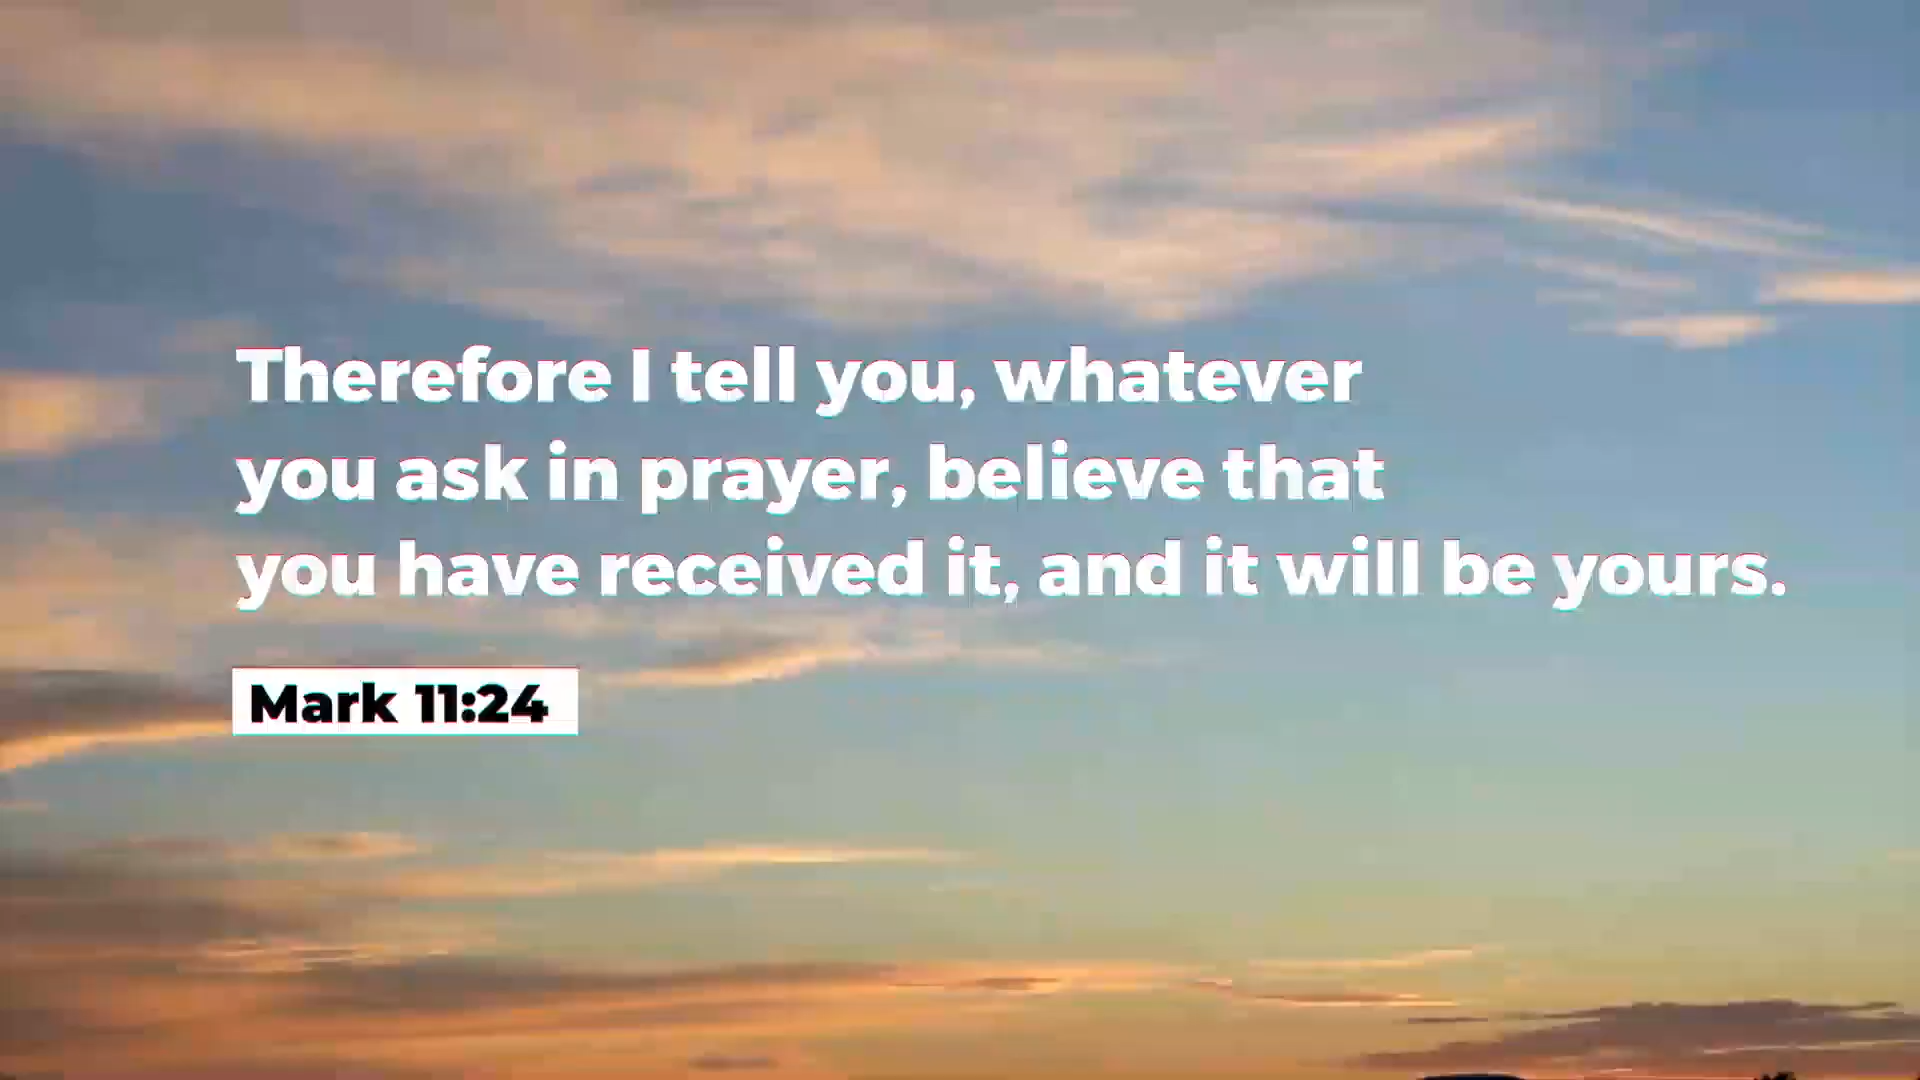 Therefore I tell you, whatever
you ask in prayer, believe that
you have received it, and it will be yours.
Mark 11:24